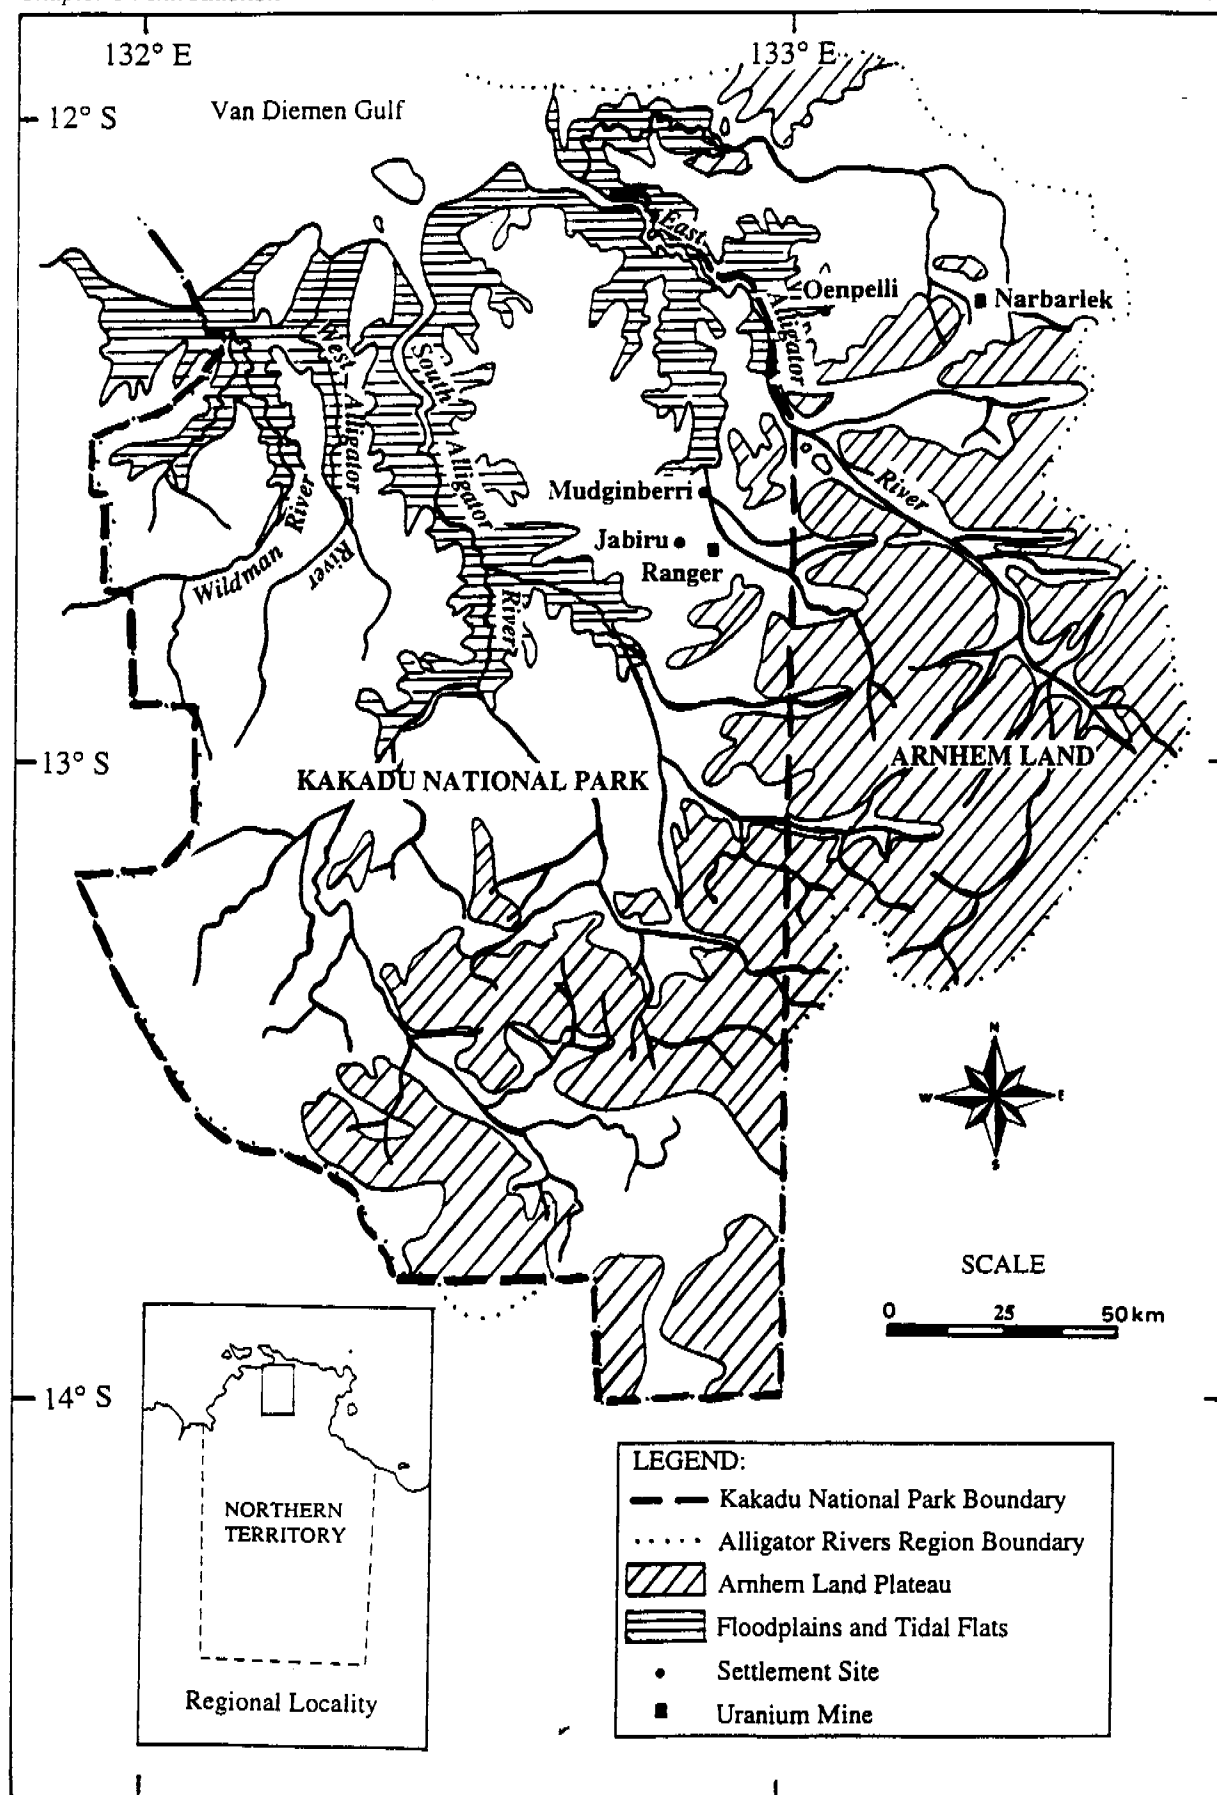 132° E
133° E
12° S
Van Diemen Gulf
East
Alligator
River
Oenpelli
Narbarlek
West
Alligator
River
South
Alligator
River
Wildman
River
Mudginberri
Jabiru
Ranger
13° S
KAKADU NATIONAL PARK
ARNHEM LAND
N
W
E
S
SCALE
0 25 50 km
14° S
NORTHERN
TERRITORY
Regional Locality
LEGEND:
Kakadu National Park Boundary
Alligator Rivers Region Boundary
Arnhem Land Plateau
Floodplains and Tidal Flats
Settlement Site
Uranium Mine